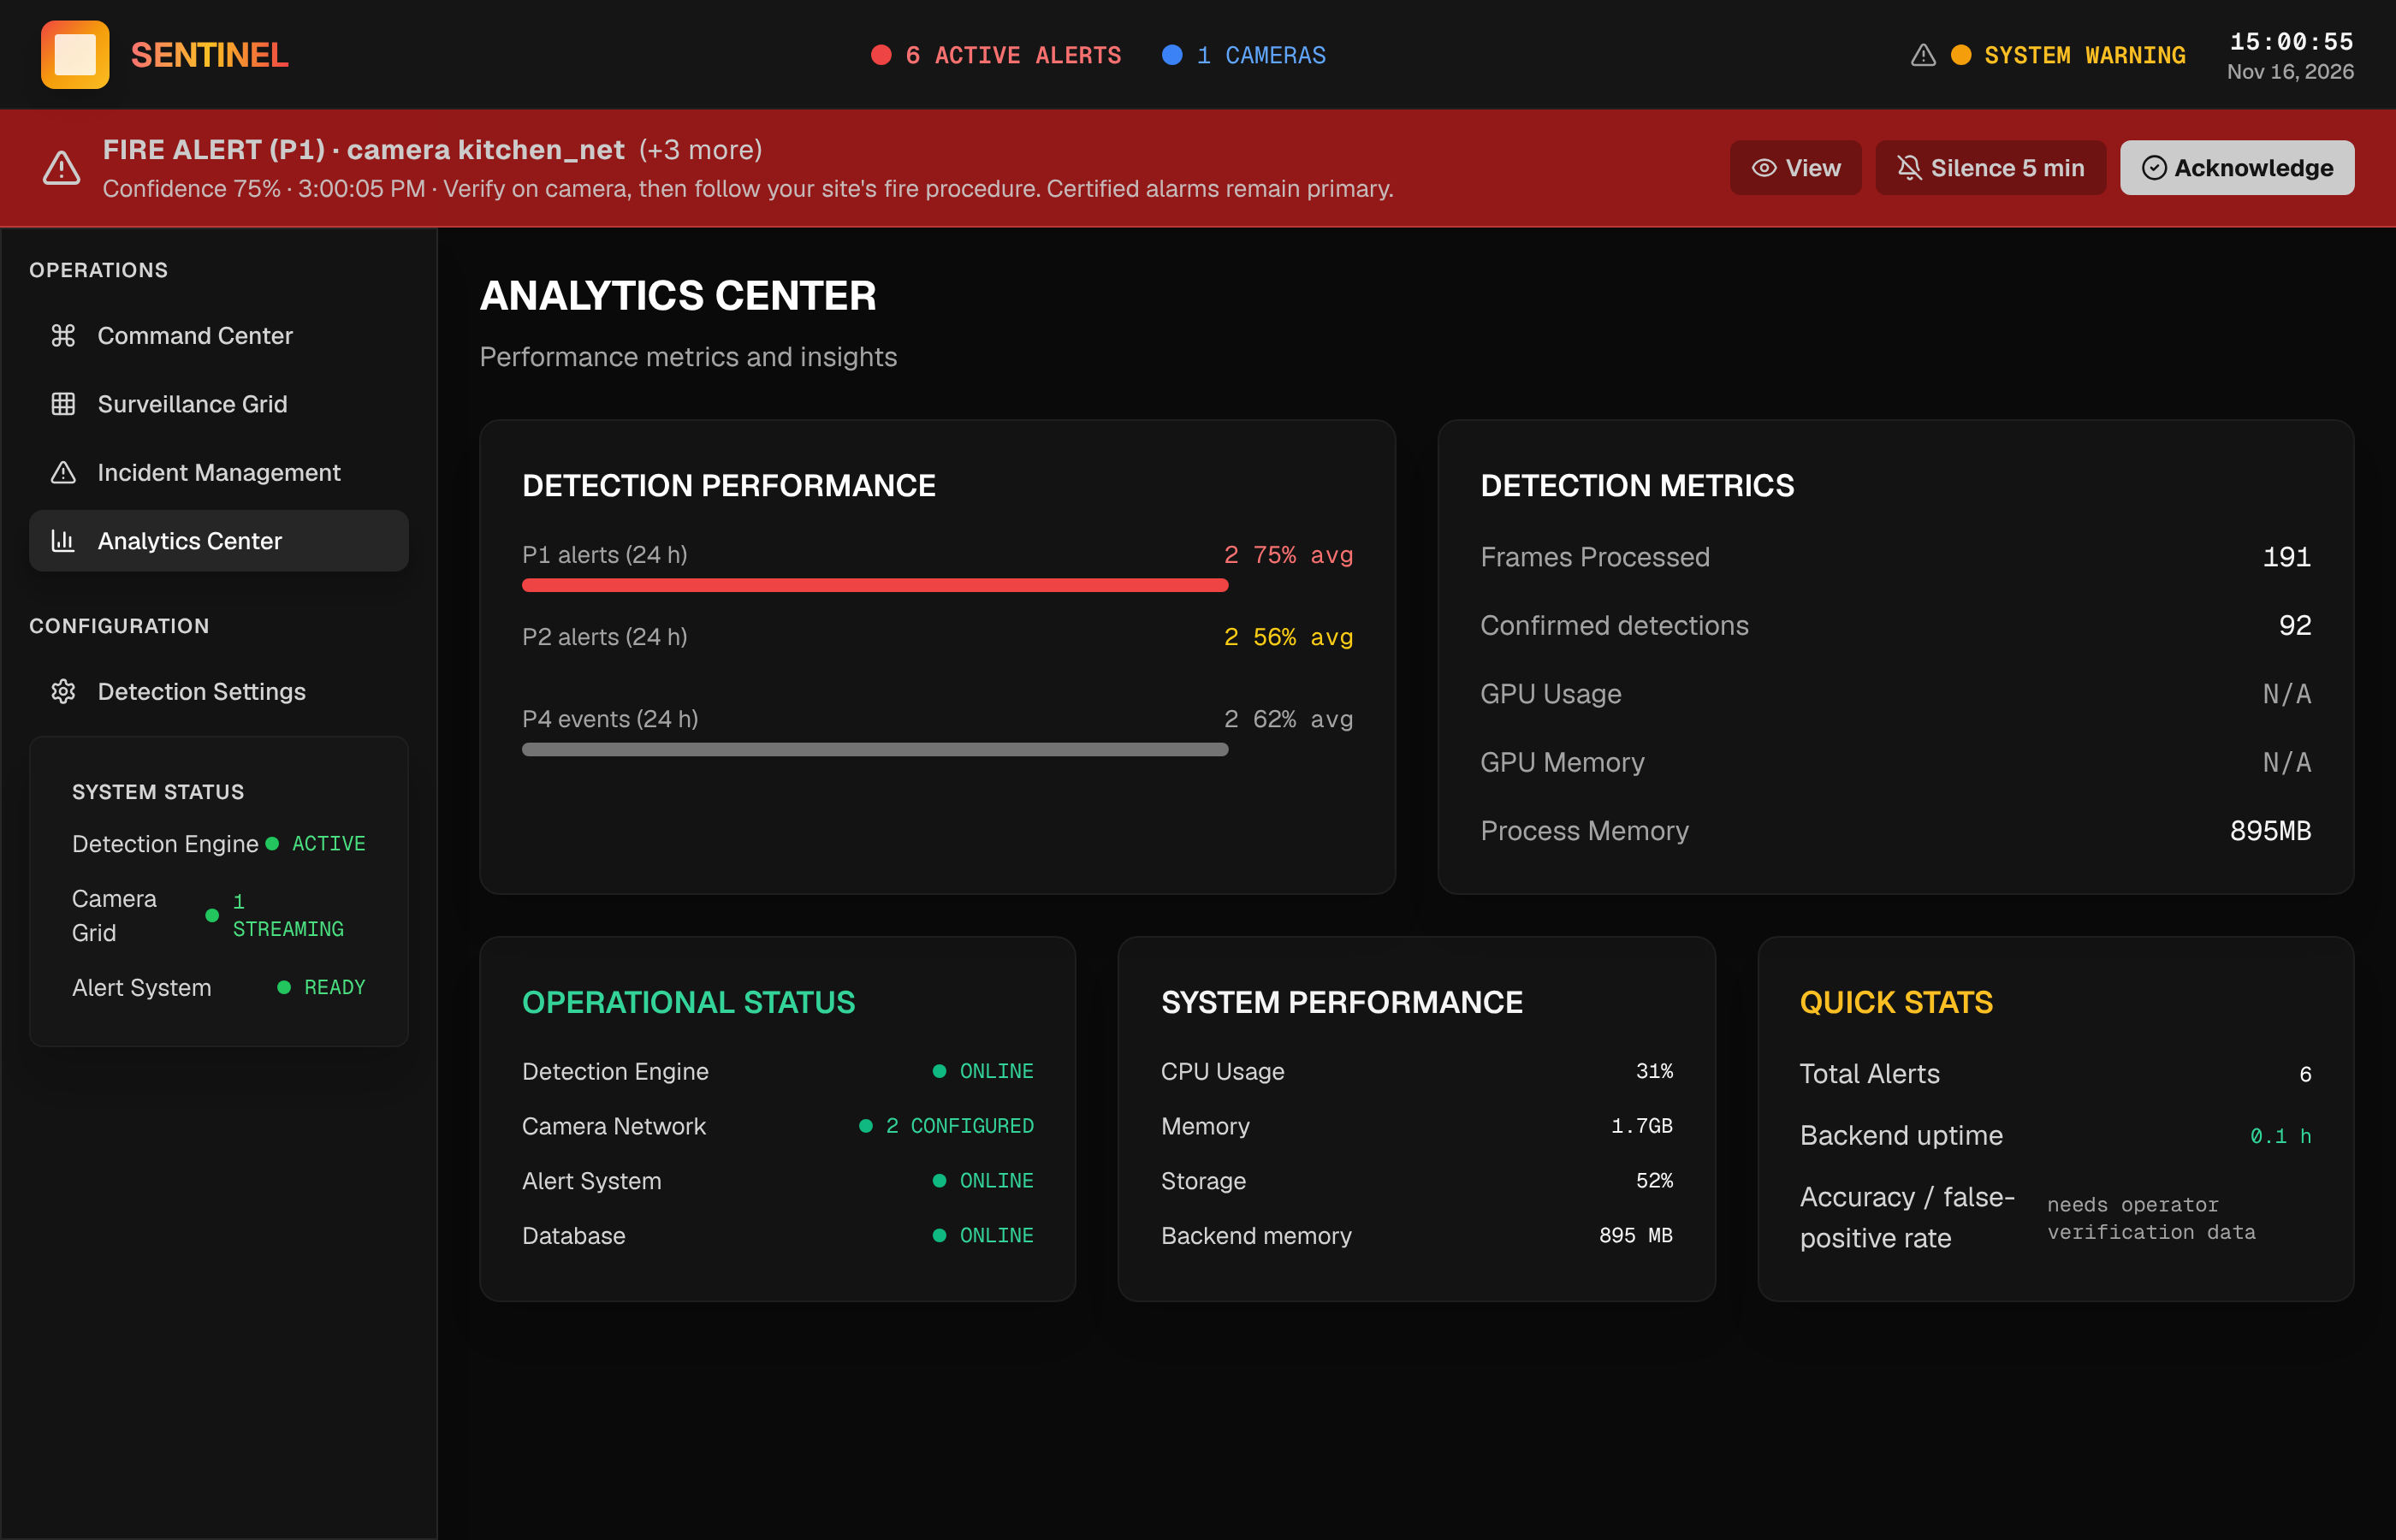 SENTINEL
6 ACTIVE ALERTS
1 CAMERAS
SYSTEM WARNING
15:00:55
Nov 16, 2026
FIRE ALERT (P1) · camera kitchen_net (+3 more)
Confidence 75% · 3:00:05 PM · Verify on camera, then follow your site's fire procedure. Certified alarms remain primary.
View
Silence 5 min
Acknowledge
OPERATIONS
Command Center
Surveillance Grid
Incident Management
Analytics Center
CONFIGURATION
Detection Settings
SYSTEM STATUS
Detection Engine ACTIVE
Camera
Grid
1
STREAMING
Alert System READY
ANALYTICS CENTER
Performance metrics and insights
DETECTION PERFORMANCE
P1 alerts (24 h) 2 75% avg
P2 alerts (24 h) 2 56% avg
P4 events (24 h) 2 62% avg
DETECTION METRICS
Frames Processed 191
Confirmed detections 92
GPU Usage N/A
GPU Memory N/A
Process Memory 895MB
OPERATIONAL STATUS
Detection Engine ONLINE
Camera Network 2 CONFIGURED
Alert System ONLINE
Database ONLINE
SYSTEM PERFORMANCE
CPU Usage 31%
Memory 1.7GB
Storage 52%
Backend memory 895 MB
QUICK STATS
Total Alerts 6
Backend uptime 0.1 h
Accuracy / false-
positive rate
needs operator
verification data